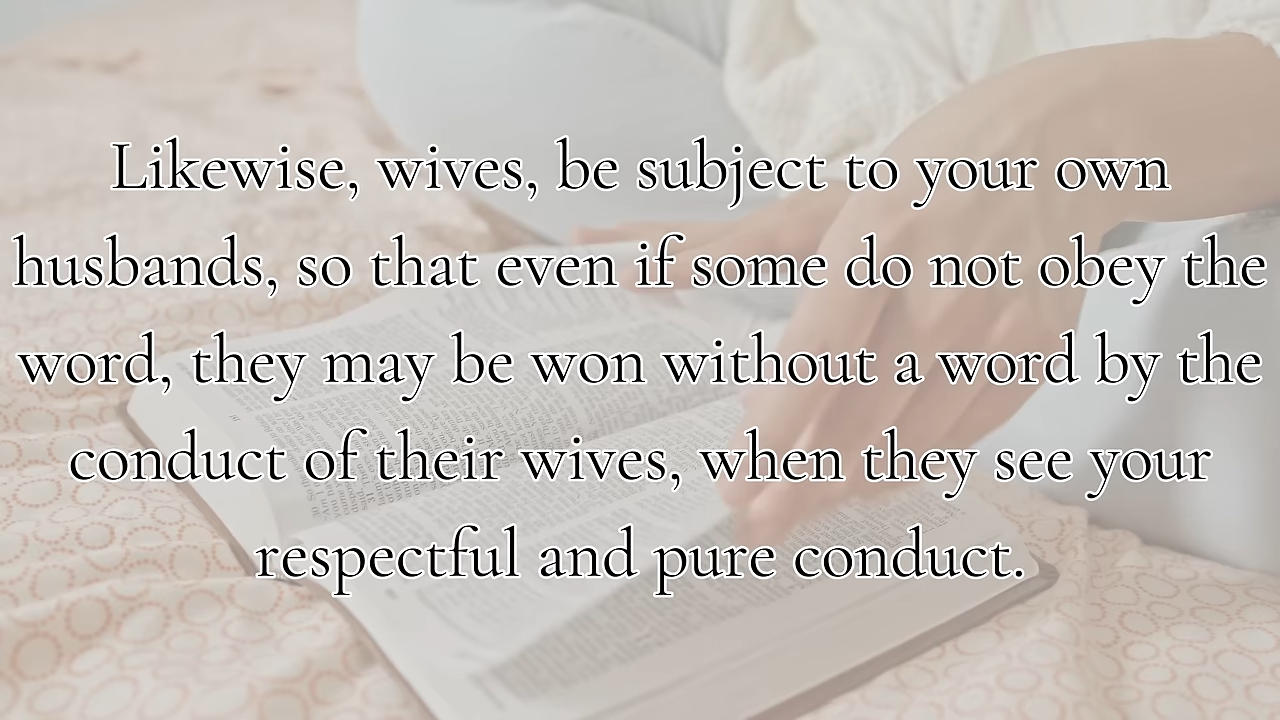 Likewise, wives, be subject to your own
husbands, so that even if some do not obey the
word, they may be won without a word by the
conduct of their wives, when they see your
respectful and pure conduct.